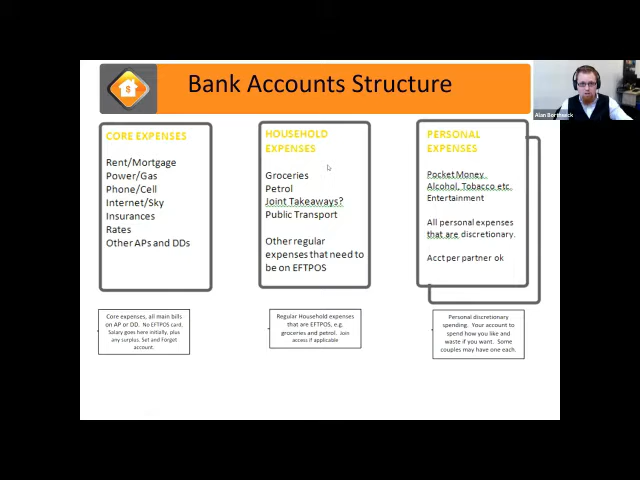 Bank Accounts Structure
Alan Borthwick
CORE EXPENSES
Rent/Mortgage
Power/Gas
Phone/Cell
Internet/Sky
Insurances
Rates
Other APs and DDs
HOUSEHOLD
EXPENSES
Groceries
Petrol
Joint Takeaways?
Public Transport
Other regular
expenses that need to
be on EFTPOS
PERSONAL
EXPENSES
Pocket Money.
Alcohol, Tobacco etc.
Entertainment
All personal expenses
that are discretionary.
Acct per partner ok
Core expenses, all main bills
on AP or DD. No EFTPOS card.
Salary goes here initially, plus
any surplus. Set and Forget
account.
Regular Household expenses
that are EFTPOS, e.g.
groceries and petrol. Join
access if applicable
Personal discretionary
spending. Your account to
spend how you like and
waste if you want. Some
couples may have one each.